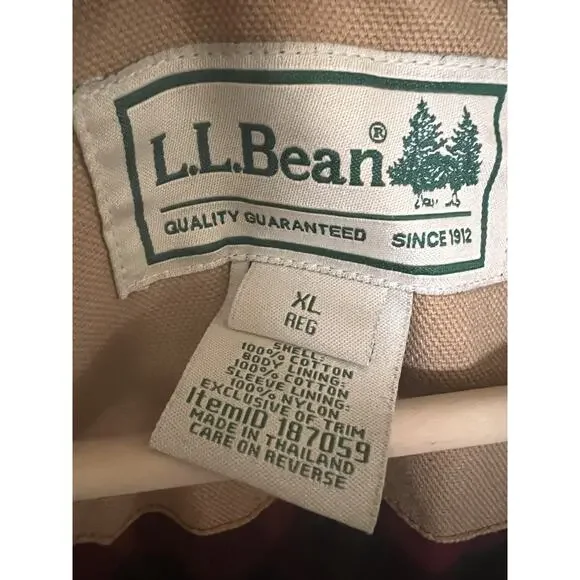 L.L.Bean®
QUALITY GUARANTEED SINCE 1912
XL
REG
SHELL:
100% COTTON
BODY LINING:
100% COTTON
SLEEVE LINING:
100% NYLON
EXCLUSIVE OF TRIM
ItemID 187059
MADE IN THAILAND
CARE ON REVERSE